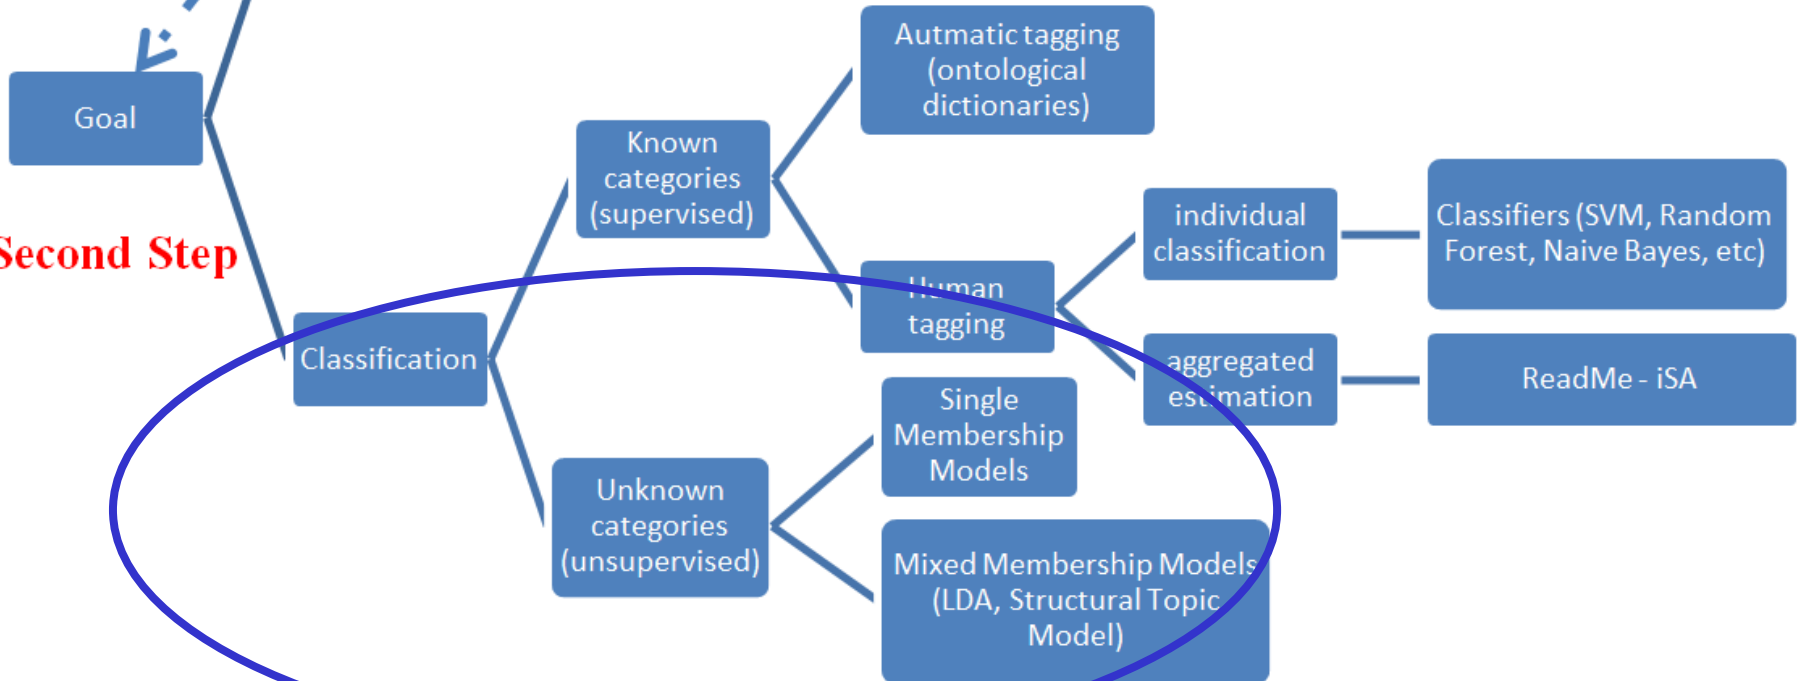 Goal
Second Step
Classification
Known
categories
(supervised)
Unknown
categories
(unsupervised)
Autmatic tagging
(ontological
dictionaries)
Human
tagging
Single
Membership
Models
Mixed Membership Models
(LDA, Structural Topic
Model)
individual
classification
aggregated
estimation
Classifiers (SVM, Random
Forest, Naive Bayes, etc)
ReadMe - iSA